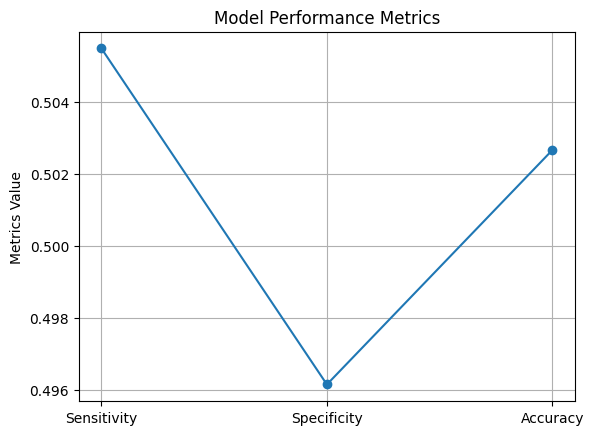 Model Performance Metrics
Metrics Value
0.504
0.502
0.500
0.498
0.496
Sensitivity
Specificity
Accuracy